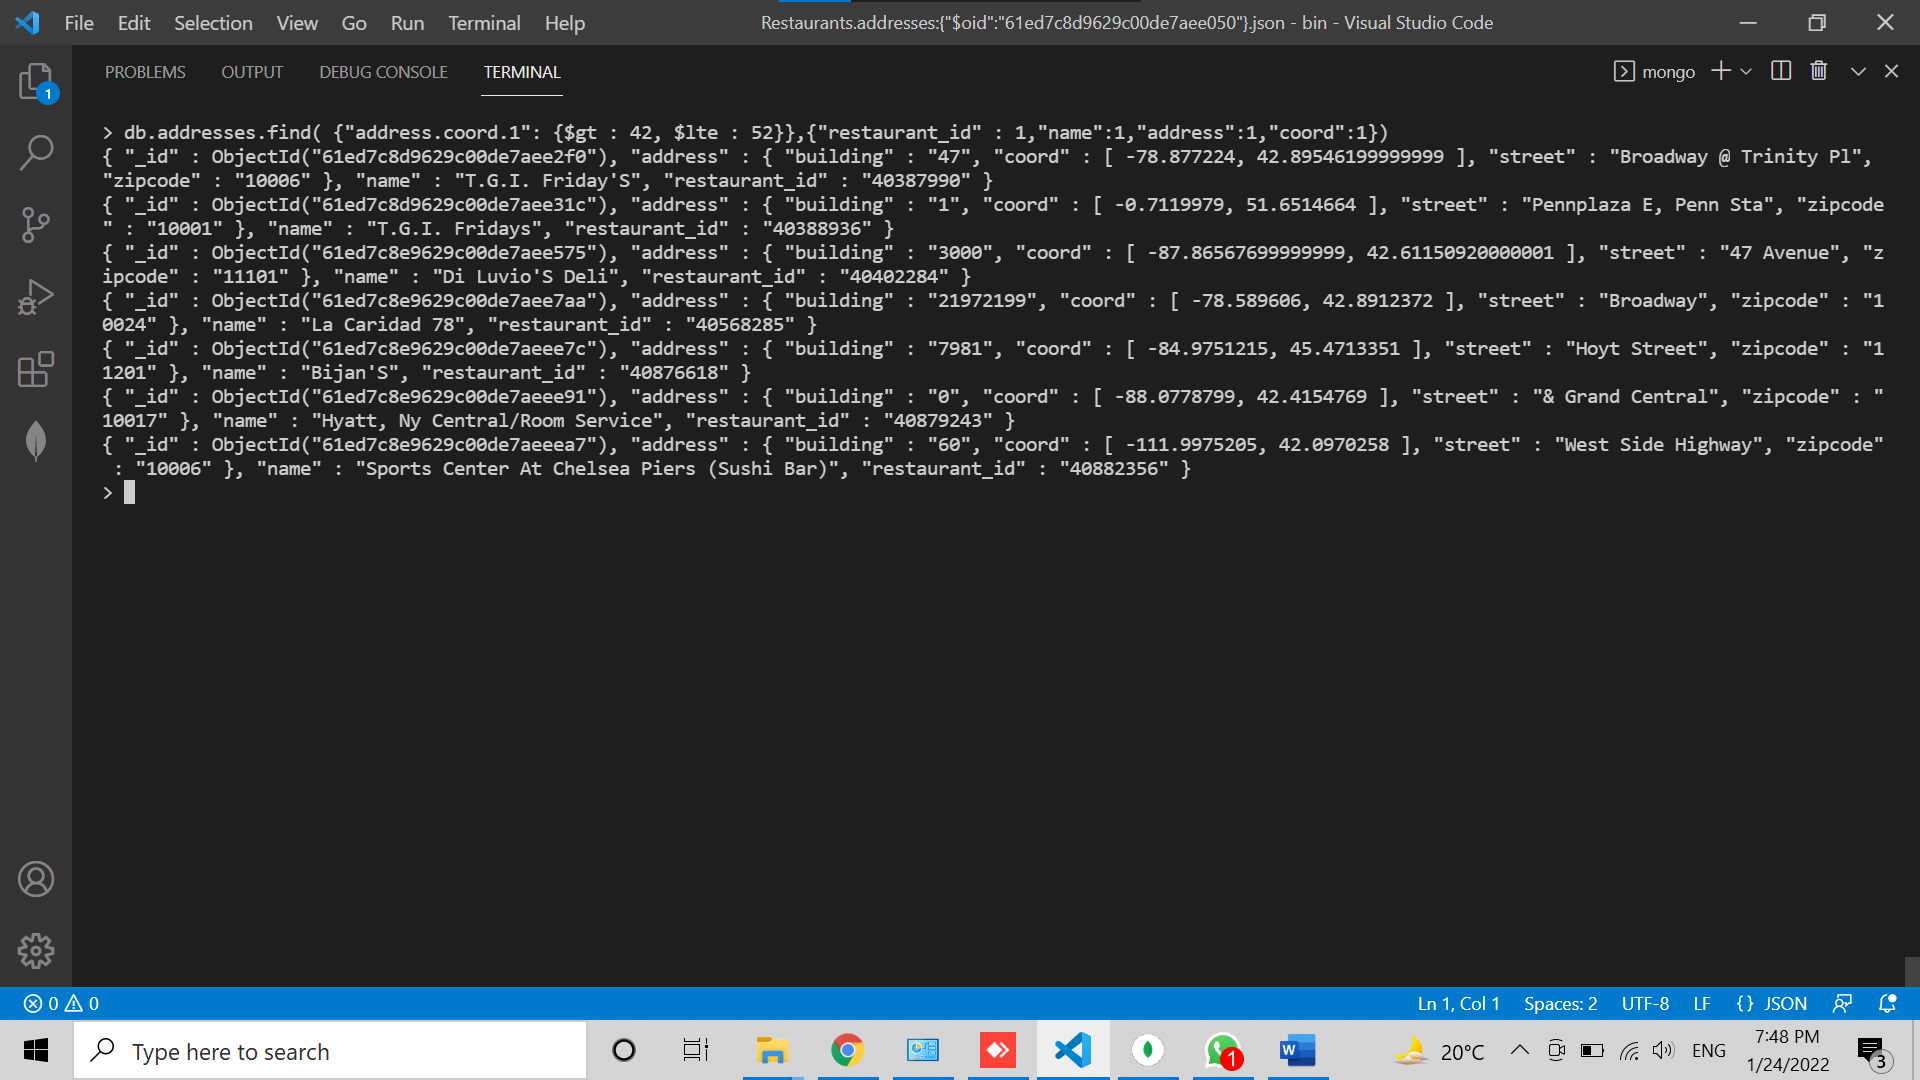 File Edit Selection View Go Run Terminal Help
Restaurants.addresses:{"$oid":"61ed7c8d9629c00de7aee050"}.json - bin - Visual Studio Code
1
PROBLEMS OUTPUT DEBUG CONSOLE TERMINAL
mongo
> db.addresses.find( {"address.coord.1": {$gt : 42, $lte : 52}},{"restaurant_id" : 1,"name":1,"address":1,"coord":1})
{ "_id" : ObjectId("61ed7c8d9629c00de7aee2f0"), "address" : { "building" : "47", "coord" : [ -78.877224, 42.89546199999999 ], "street" : "Broadway @ Trinity Pl",
"zipcode" : "10006" }, "name" : "T.G.I. Friday'S", "restaurant_id" : "40387990" }
{ "_id" : ObjectId("61ed7c8d9629c00de7aee31c"), "address" : { "building" : "1", "coord" : [ -0.7119979, 51.6514664 ], "street" : "Pennplaza E, Penn Sta", "zipcode
" : "10001" }, "name" : "T.G.I. Fridays", "restaurant_id" : "40388936" }
{ "_id" : ObjectId("61ed7c8d9629c00de7aee575"), "address" : { "building" : "3000", "coord" : [ -87.86567699999999, 42.61150920000001 ], "street" : "47 Avenue", "z
ipcode" : "11101" }, "name" : "Di Luvio'S Deli", "restaurant_id" : "40402284" }
{ "_id" : ObjectId("61ed7c8e9629c00de7aee7aa"), "address" : { "building" : "21972199", "coord" : [ -78.589606, 42.8912372 ], "street" : "Broadway", "zipcode" : "1
0024" }, "name" : "La Caridad 78", "restaurant_id" : "40568285" }
{ "_id" : ObjectId("61ed7c8e9629c00de7aeee7c"), "address" : { "building" : "7981", "coord" : [ -84.9751215, 45.4713351 ], "street" : "Hoyt Street", "zipcode" : "1
1201" }, "name" : "Bijan'S", "restaurant_id" : "40876618" }
{ "_id" : ObjectId("61ed7c8e9629c00de7aeee91"), "address" : { "building" : "0", "coord" : [ -88.0778799, 42.4154769 ], "street" : "& Grand Central", "zipcode" : "
10017" }, "name" : "Hyatt, Ny Central/Room Service", "restaurant_id" : "40879243" }
{ "_id" : ObjectId("61ed7c8e9629c00de7aeeea7"), "address" : { "building" : "60", "coord" : [ -111.9975205, 42.0970258 ], "street" : "West Side Highway", "zipcode"
 : "10006" }, "name" : "Sports Center At Chelsea Piers (Sushi Bar)", "restaurant_id" : "40882356" }
>
0 0
Ln 1, Col 1 Spaces: 2 UTF-8 LF {} JSON
Type here to search
W
1
20°C
ENG
7:48 PM
1/24/2022
3